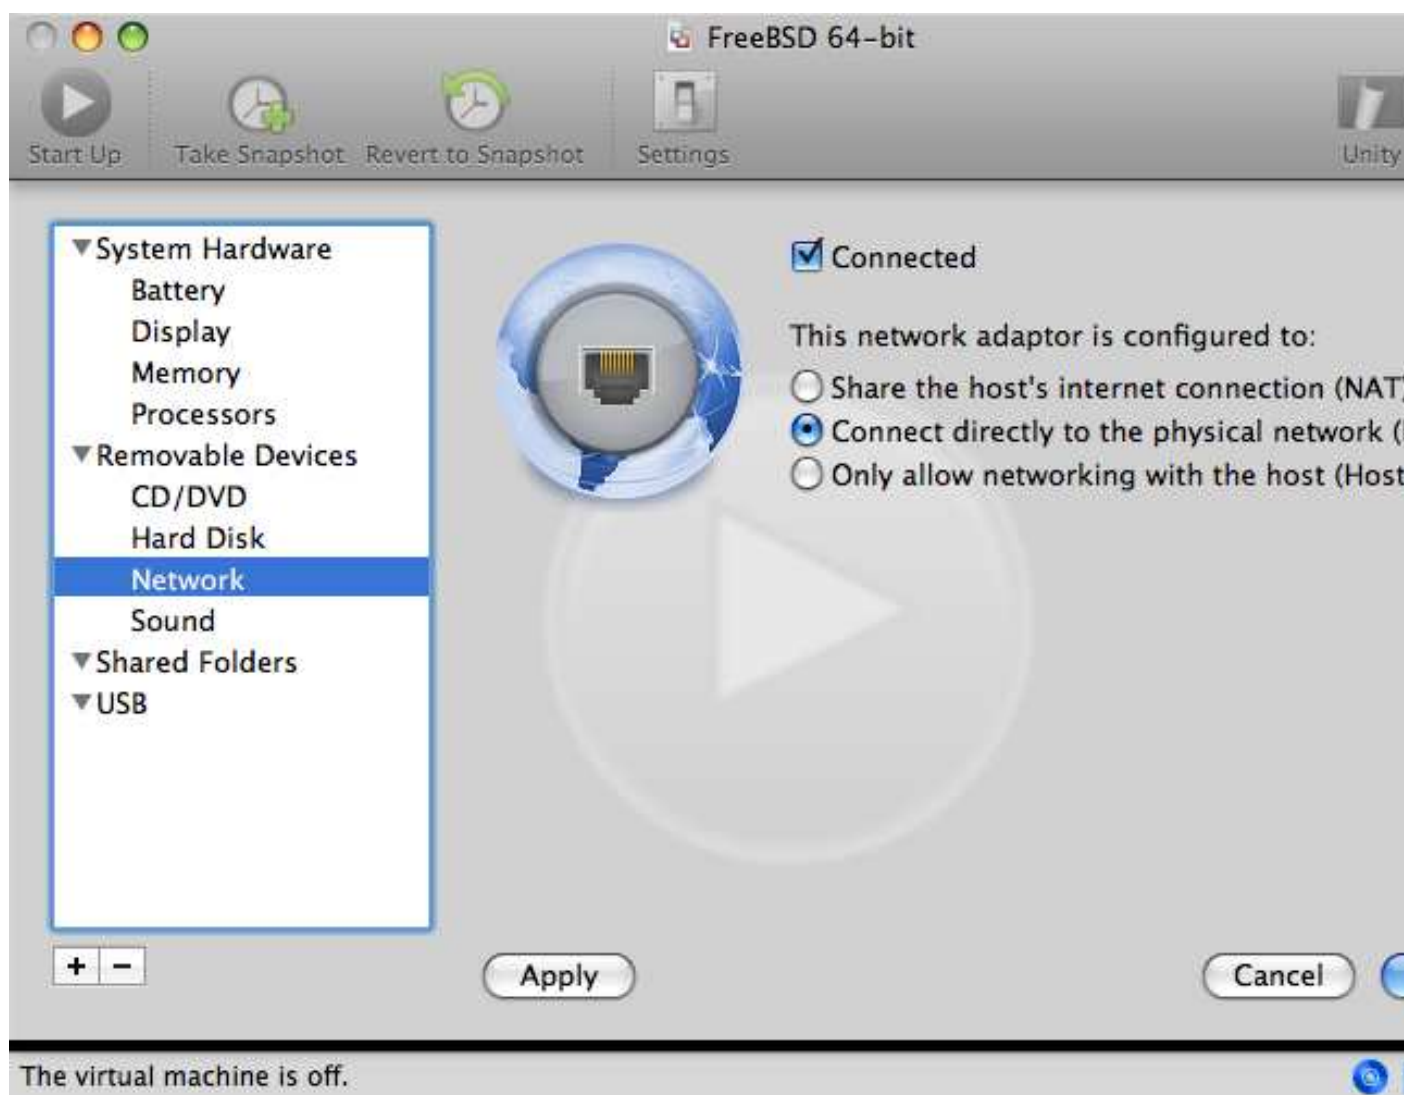 FreeBSD 64-bit
Start Up
Take Snapshot
Revert to Snapshot
Settings
Unity
System Hardware
Battery
Display
Memory
Processors
Removable Devices
CD/DVD
Hard Disk
Network
Sound
Shared Folders
USB
Connected
This network adaptor is configured to:
Share the host's internet connection (NAT)
Connect directly to the physical network (
Only allow networking with the host (Host
+ −
Apply
Cancel
The virtual machine is off.